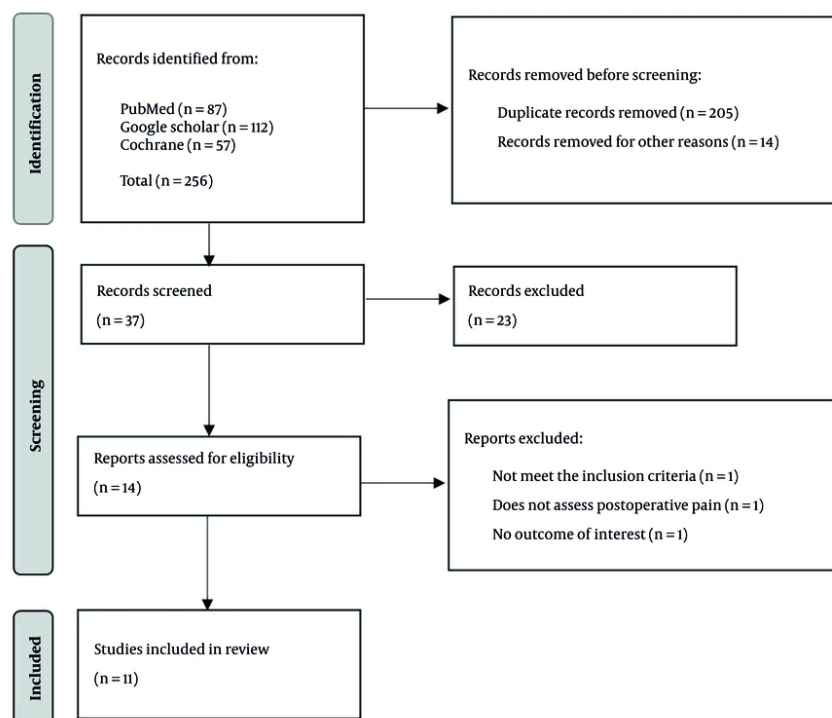 Identification
Records identified from:
PubMed (n = 87)
Google scholar (n = 112)
Cochrane (n = 57)
Total (n = 256)
Records removed before screening:
Duplicate records removed (n = 205)
Records removed for other reasons (n = 14)
Screening
Records screened
(n = 37)
Records excluded
(n = 23)
Reports assessed for eligibility
(n = 14)
Reports excluded:
Not meet the inclusion criteria (n = 1)
Does not assess postoperative pain (n = 1)
No outcome of interest (n = 1)
Included
Studies included in review
(n = 11)